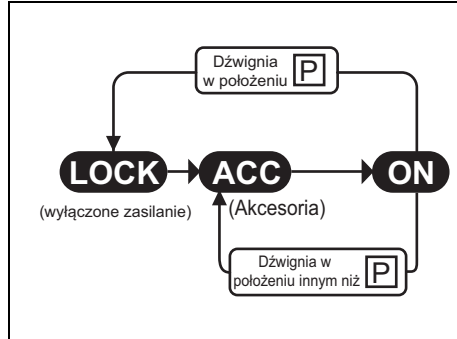 Dźwignia
w położeniu P
LOCK ACC ON
(wyłączone zasilanie) (Akcesoria)
Dźwignia w
położeniu innym niż P